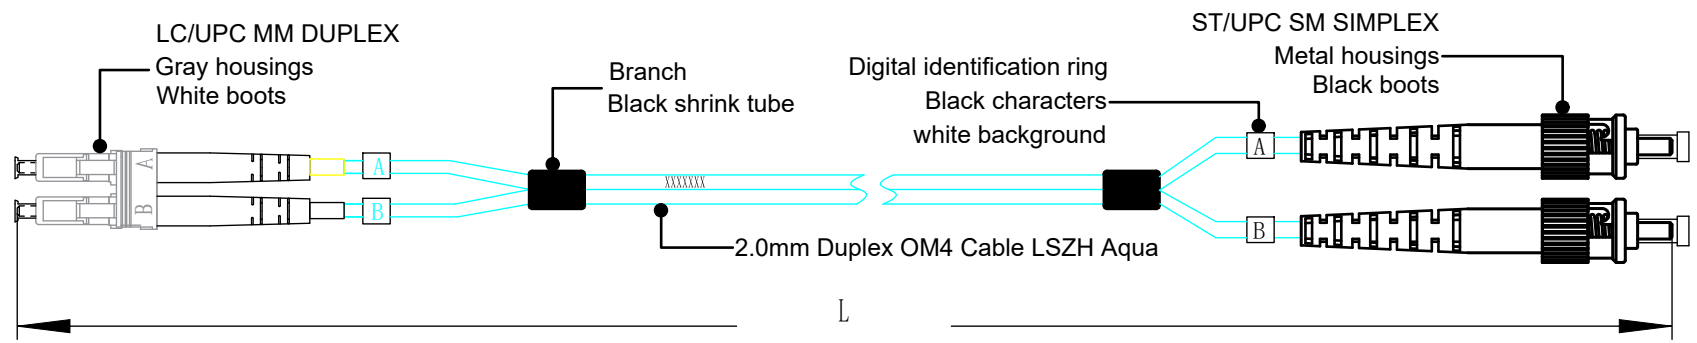 LC/UPC MM DUPLEX
Gray housings
White boots
Branch
Black shrink tube
Digital identification ring
Black characters
white background
ST/UPC SM SIMPLEX
Metal housings
Black boots
A
B
A
B
XXXXXXX
A
B
2.0mm Duplex OM4 Cable LSZH Aqua
L